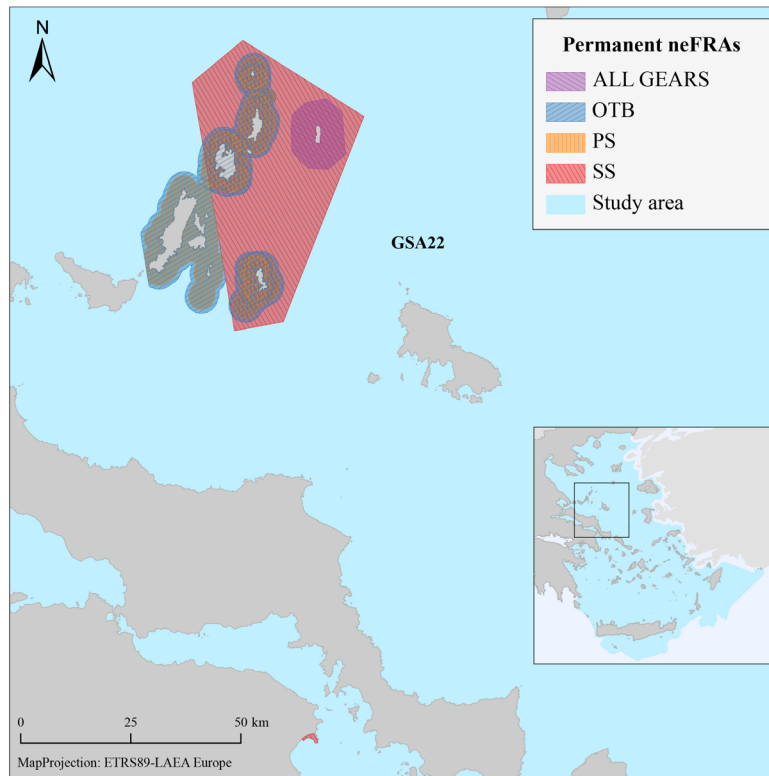 N
Permanent neFRAs
ALL GEARS
OTB
PS
SS
Study area
GSA22
0 25 50 km
MapProjection: ETRS89-LAEA Europe